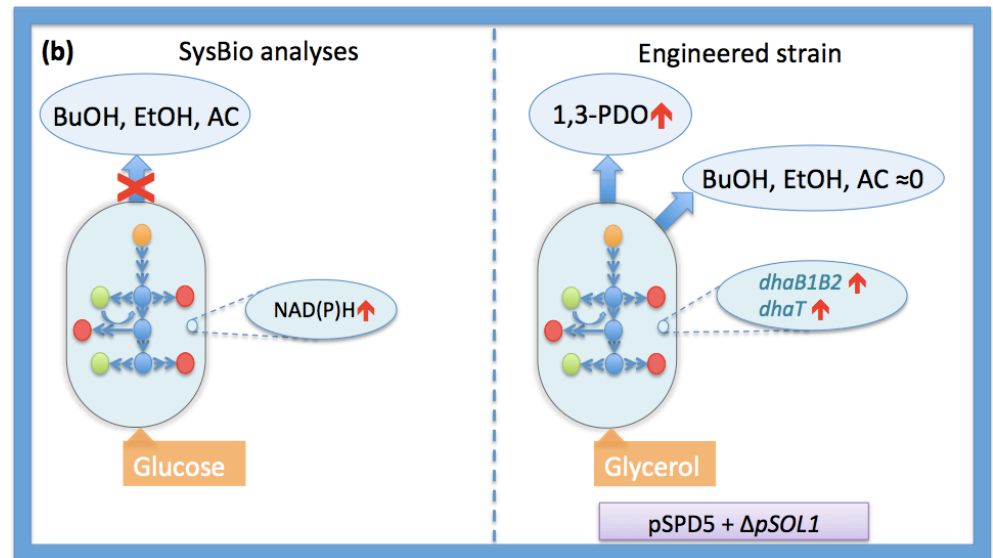 (b)
SysBio analyses
BuOH, EtOH, AC
NAD(P)H
Glucose
Engineered strain
1,3-PDO
BuOH, EtOH, AC ≈0
dhaB1B2
dhaT
Glycerol
pSPD5 + ΔpSOL1